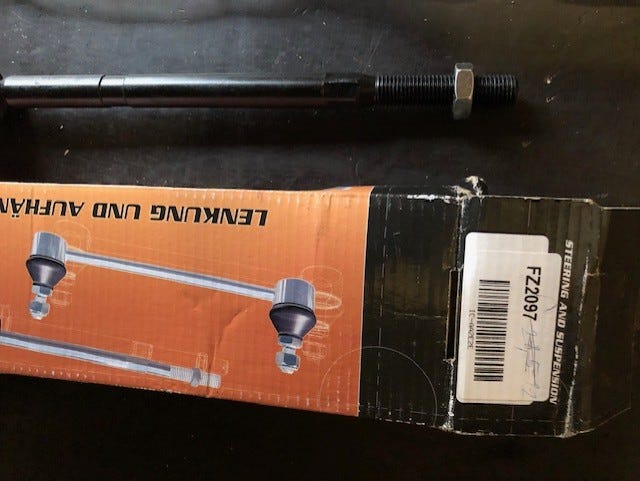 LENKUNG UND AUFHÄN
STEERING AND SUSPENSION
FZ2097